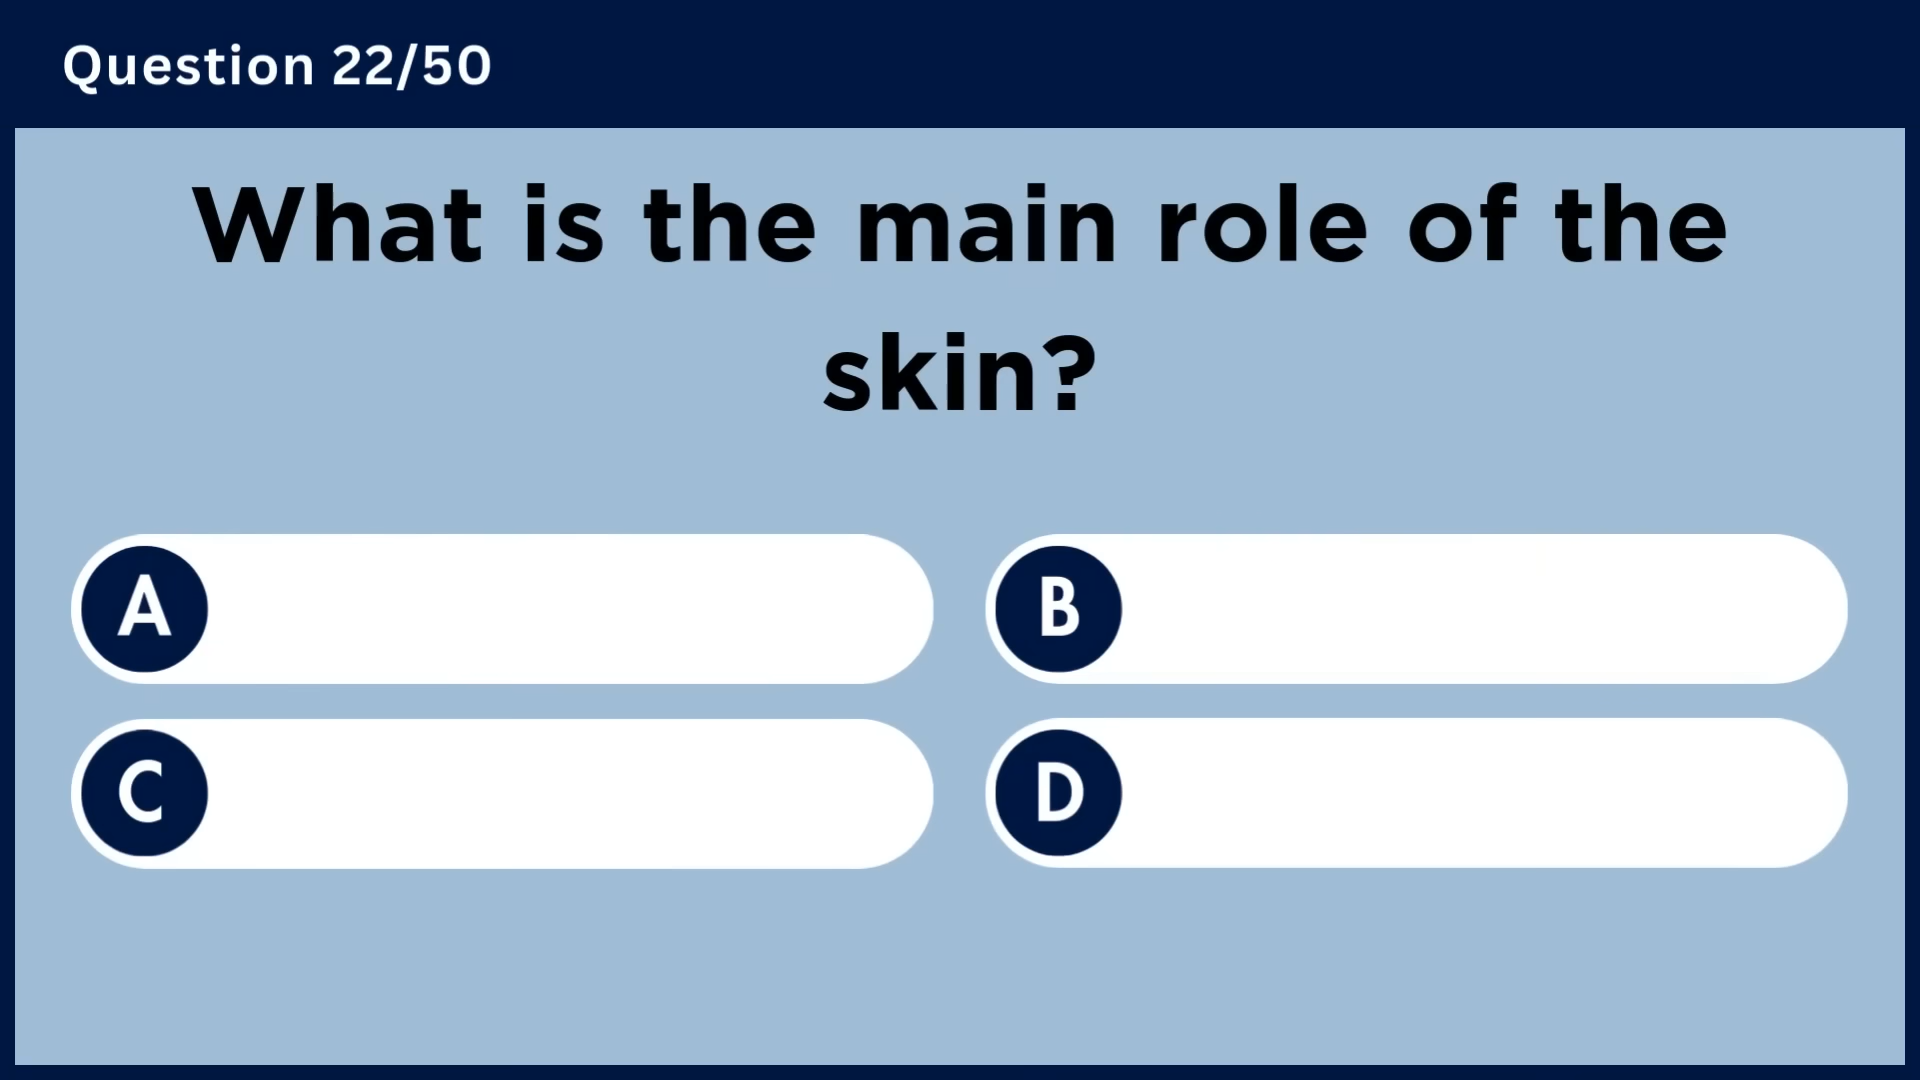 Question 22/50
What is the main role of the
skin?
A
B
C
D